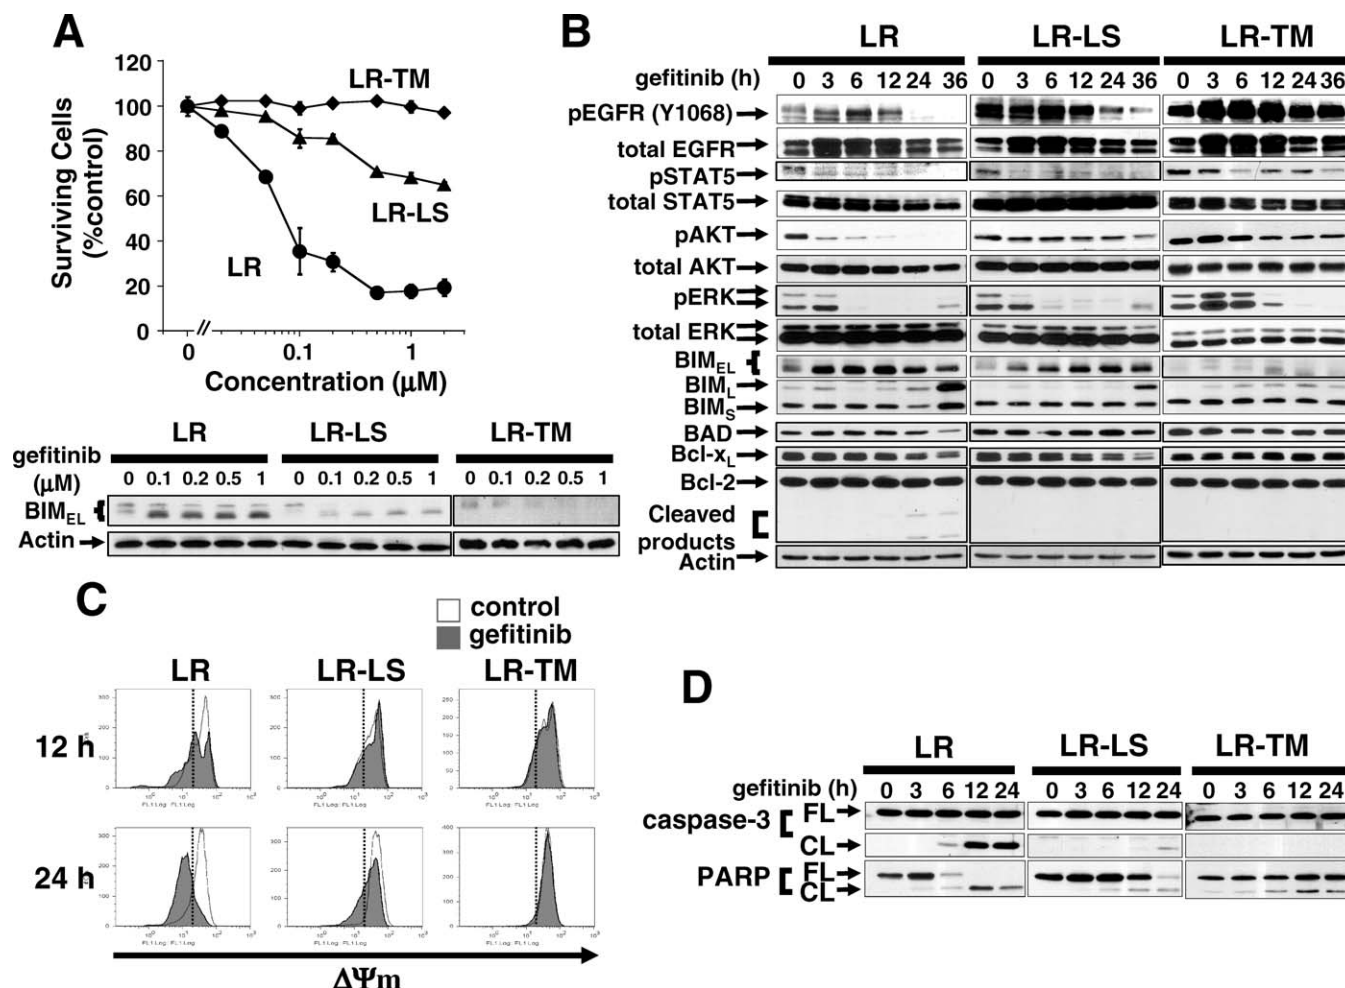 A
120
100
80
60
40
20
0
Surviving Cells
(%control)
LR-TM
LR-LS
LR
0
0.1
1
Concentration (μM)
LR
LR-LS
LR-TM
gefitinib
(μM)
0 0.1 0.2 0.5 1
0 0.1 0.2 0.5 1
0 0.1 0.2 0.5 1
BIMEL
Actin
B
LR
LR-LS
LR-TM
gefitinib (h)
0 3 6 12 24 36
0 3 6 12 24 36
0 3 6 12 24 36
pEGFR (Y1068)
total EGFR
pSTAT5
total STAT5
pAKT
total AKT
pERK
total ERK
BIMEL
BIML
BIMS
BAD
Bcl-xL
Bcl-2
Cleaved
products
Actin
C
control
gefitinib
LR
LR-LS
LR-TM
12 h
24 h
ΔΨm
D
LR
LR-LS
LR-TM
gefitinib (h)
0 3 6 12 24
0 3 6 12 24
0 3 6 12 24
caspase-3
FL
CL
PARP
FL
CL